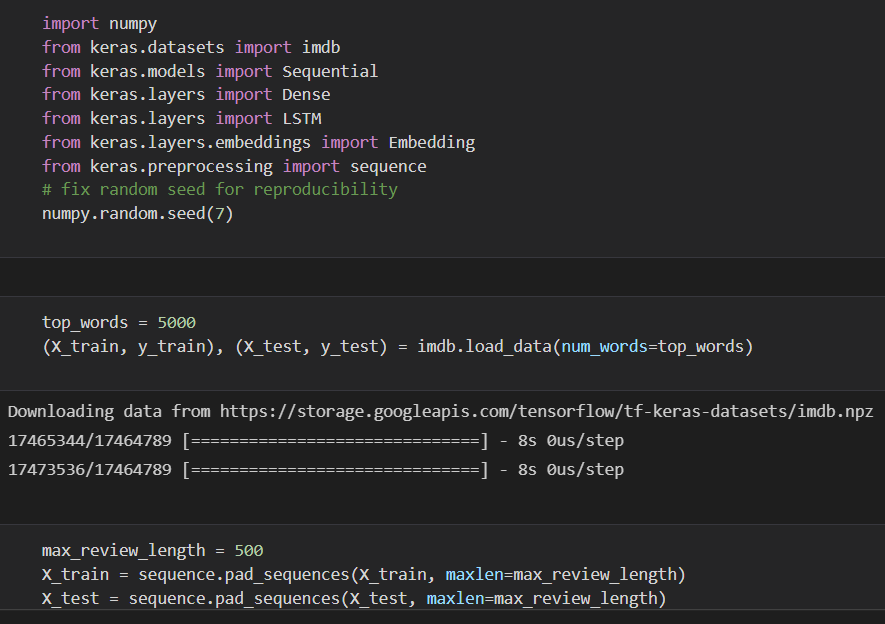 import numpy
from keras.datasets import imdb
from keras.models import Sequential
from keras.layers import Dense
from keras.layers import LSTM
from keras.layers.embeddings import Embedding
from keras.preprocessing import sequence
# fix random seed for reproducibility
numpy.random.seed(7)
top_words = 5000
(X_train, y_train), (X_test, y_test) = imdb.load_data(num_words=top_words)
Downloading data from https://storage.googleapis.com/tensorflow/tf-keras-datasets/imdb.npz
17465344/17464789 [==============================] - 8s 0us/step
17473536/17464789 [==============================] - 8s 0us/step
max_review_length = 500
X_train = sequence.pad_sequences(X_train, maxlen=max_review_length)
X_test = sequence.pad_sequences(X_test, maxlen=max_review_length)